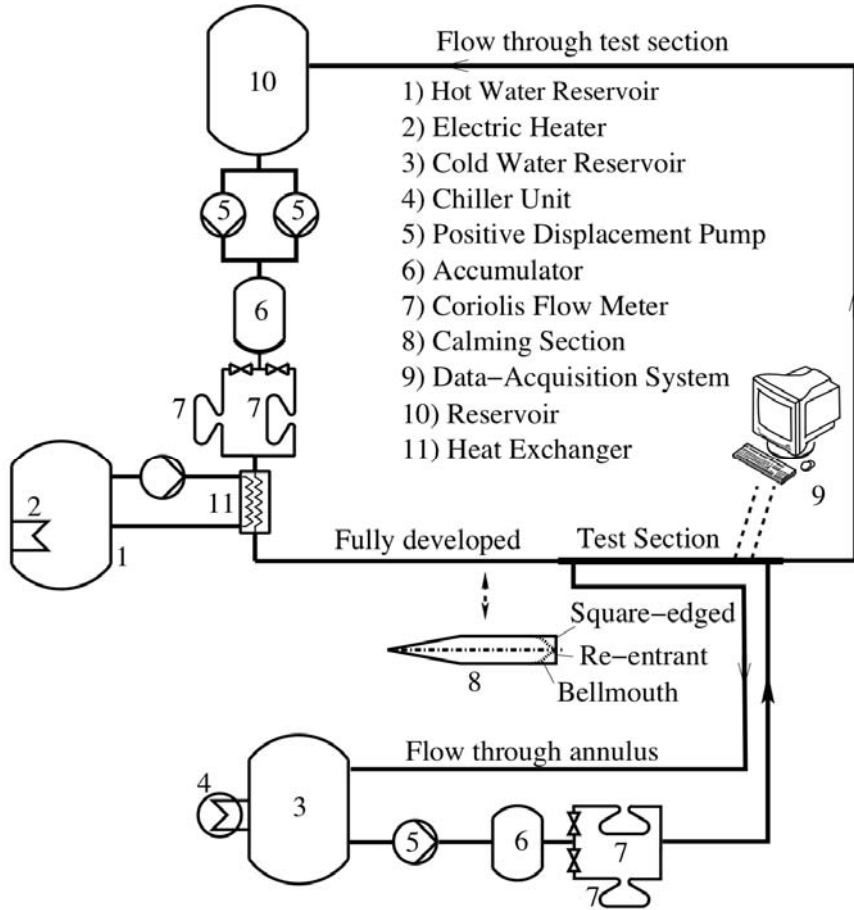 Flow through test section
10
1) Hot Water Reservoir
2) Electric Heater
3) Cold Water Reservoir
4) Chiller Unit
5) Positive Displacement Pump
6) Accumulator
7) Coriolis Flow Meter
8) Calming Section
9) Data−Acquisition System
10) Reservoir
11) Heat Exchanger
5
5
6
7
7
2
1
11
9
Fully developed
Test Section
Square−edged
Re−entrant
Bellmouth
8
Flow through annulus
4
3
5
6
7
7